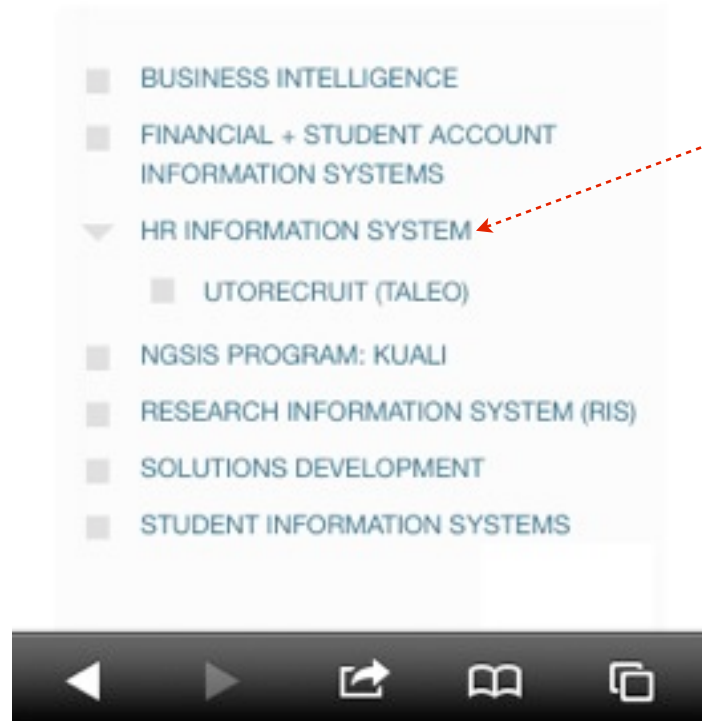 BUSINESS INTELLIGENCE
FINANCIAL + STUDENT ACCOUNT
INFORMATION SYSTEMS
HR INFORMATION SYSTEM
UTORECRUIT (TALEO)
NGSIS PROGRAM: KUALI
RESEARCH INFORMATION SYSTEM (RIS)
SOLUTIONS DEVELOPMENT
STUDENT INFORMATION SYSTEMS